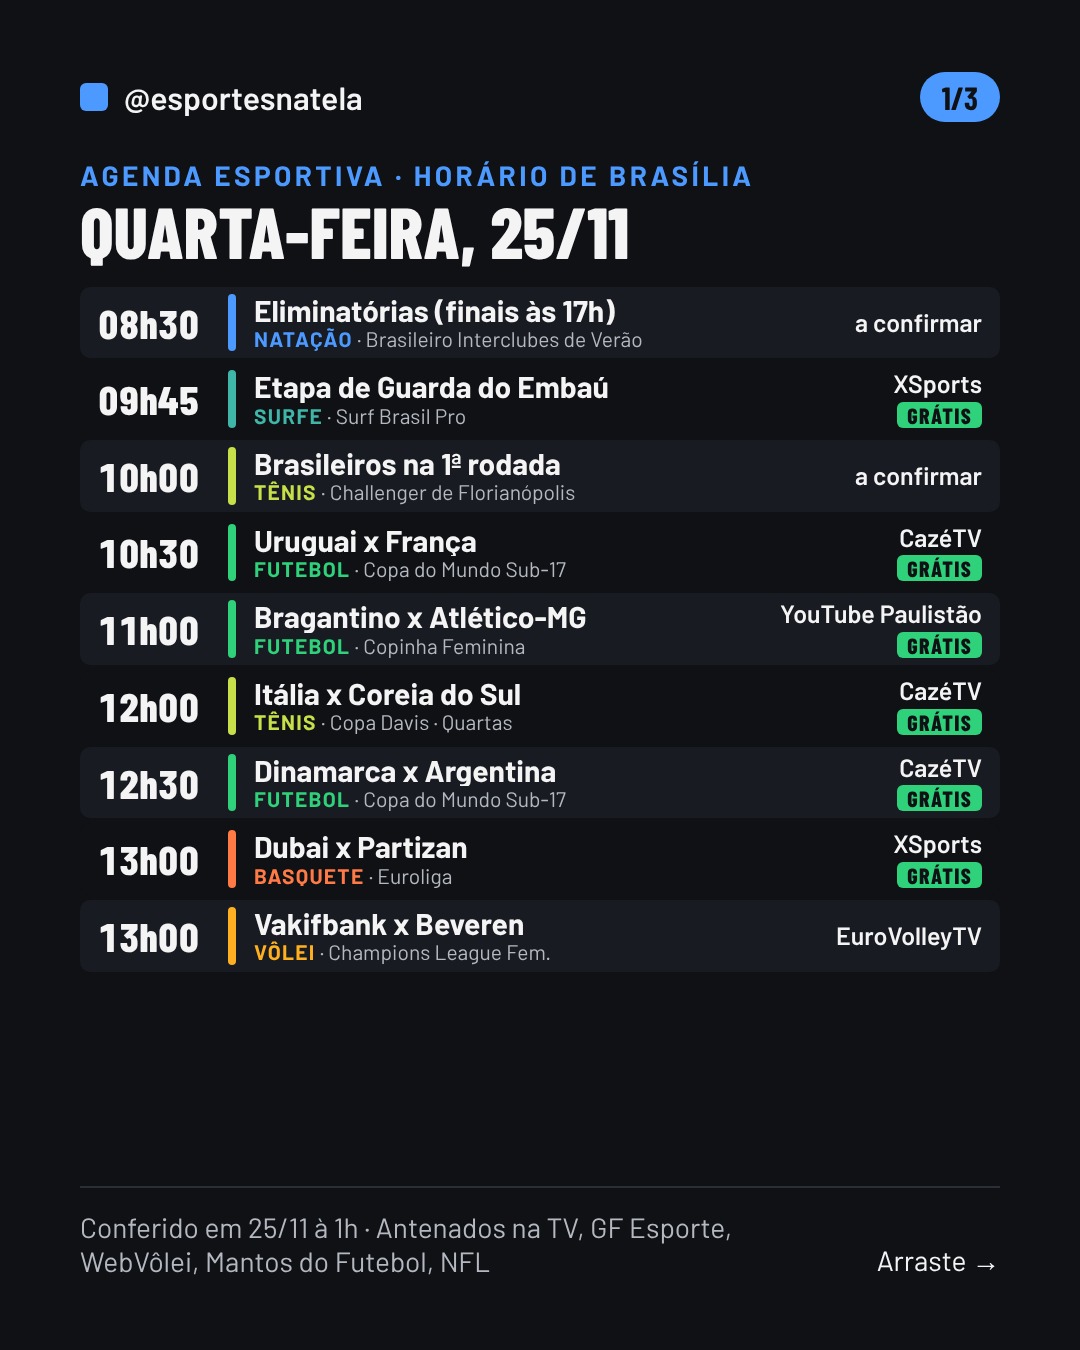 @esportesnatela
1/3
AGENDA ESPORTIVA · HORÁRIO DE BRASÍLIA
QUARTA-FEIRA, 25/11
08h30
Eliminatórias (finais às 17h)
NATAÇÃO · Brasileiro Interclubes de Verão
a confirmar
09h45
Etapa de Guarda do Embaú
SURFE · Surf Brasil Pro
XSports
GRÁTIS
10h00
Brasileiros na 1ª rodada
TÊNIS · Challenger de Florianópolis
a confirmar
10h30
Uruguai x França
FUTEBOL · Copa do Mundo Sub-17
CazéTV
GRÁTIS
11h00
Bragantino x Atlético-MG
FUTEBOL · Copinha Feminina
YouTube Paulistão
GRÁTIS
12h00
Itália x Coreia do Sul
TÊNIS · Copa Davis · Quartas
CazéTV
GRÁTIS
12h30
Dinamarca x Argentina
FUTEBOL · Copa do Mundo Sub-17
CazéTV
GRÁTIS
13h00
Dubai x Partizan
BASQUETE · Euroliga
XSports
GRÁTIS
13h00
Vakifbank x Beveren
VÔLEI · Champions League Fem.
EuroVolleyTV
Conferido em 25/11 à 1h · Antenados na TV, GF Esporte,
WebVôlei, Mantos do Futebol, NFL
Arraste →